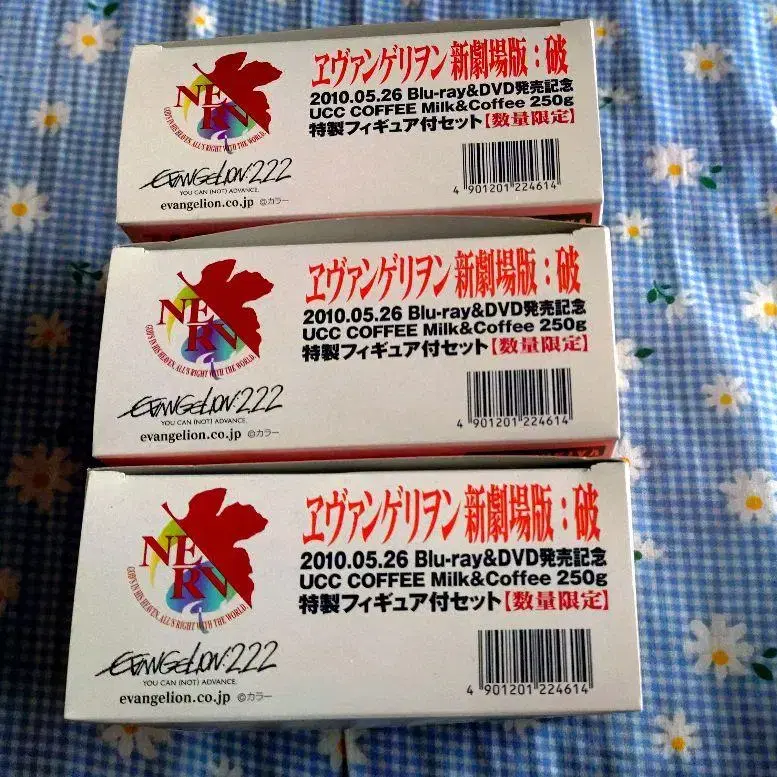 NERV
GOD'S IN HIS HEAVEN. ALL'S RIGHT WITH THE WORLD.
EVANGELION:2.22
YOU CAN (NOT) ADVANCE.
evangelion.co.jp ©カラー
ヱヴァンゲリヲン新劇場版:破
2010.05.26 Blu-ray&DVD発売記念
UCC COFFEE Milk&Coffee 250g
特製フィギュア付セット【数量限定】
4 901201 224614
NERV
GOD'S IN HIS HEAVEN. ALL'S RIGHT WITH THE WORLD.
EVANGELION:2.22
YOU CAN (NOT) ADVANCE.
evangelion.co.jp ©カラー
ヱヴァンゲリヲン新劇場版:破
2010.05.26 Blu-ray&DVD発売記念
UCC COFFEE Milk&Coffee 250g
特製フィギュア付セット【数量限定】
4 901201 224614
NERV
GOD'S IN HIS HEAVEN. ALL'S RIGHT WITH THE WORLD.
EVANGELION:2.22
YOU CAN (NOT) ADVANCE.
evangelion.co.jp ©カラー
ヱヴァンゲリヲン新劇場版:破
2010.05.26 Blu-ray&DVD発売記念
UCC COFFEE Milk&Coffee 250g
特製フィギュア付セット【数量限定】
4 901201 224614